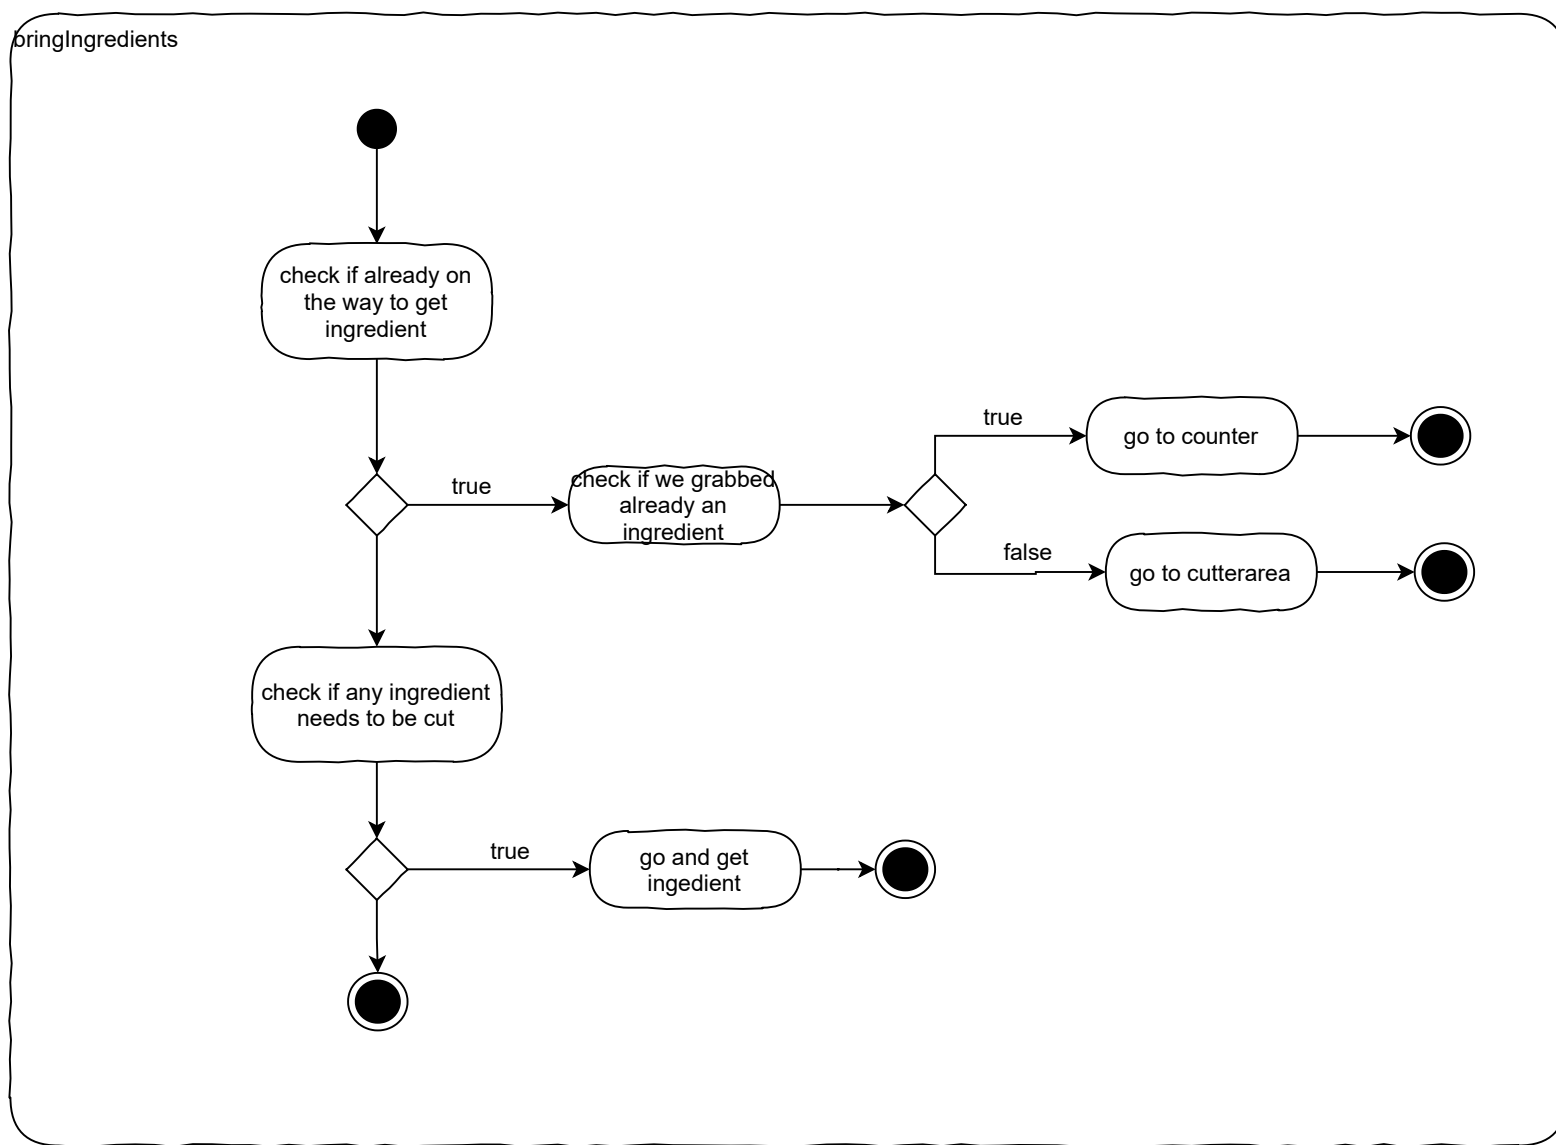 bringIngredients
check if already on
the way to get
ingredient
true
check if we grabbed
already an
ingredient
true
go to counter
false
go to cutterarea
check if any ingredient
needs to be cut
true
go and get
ingedient